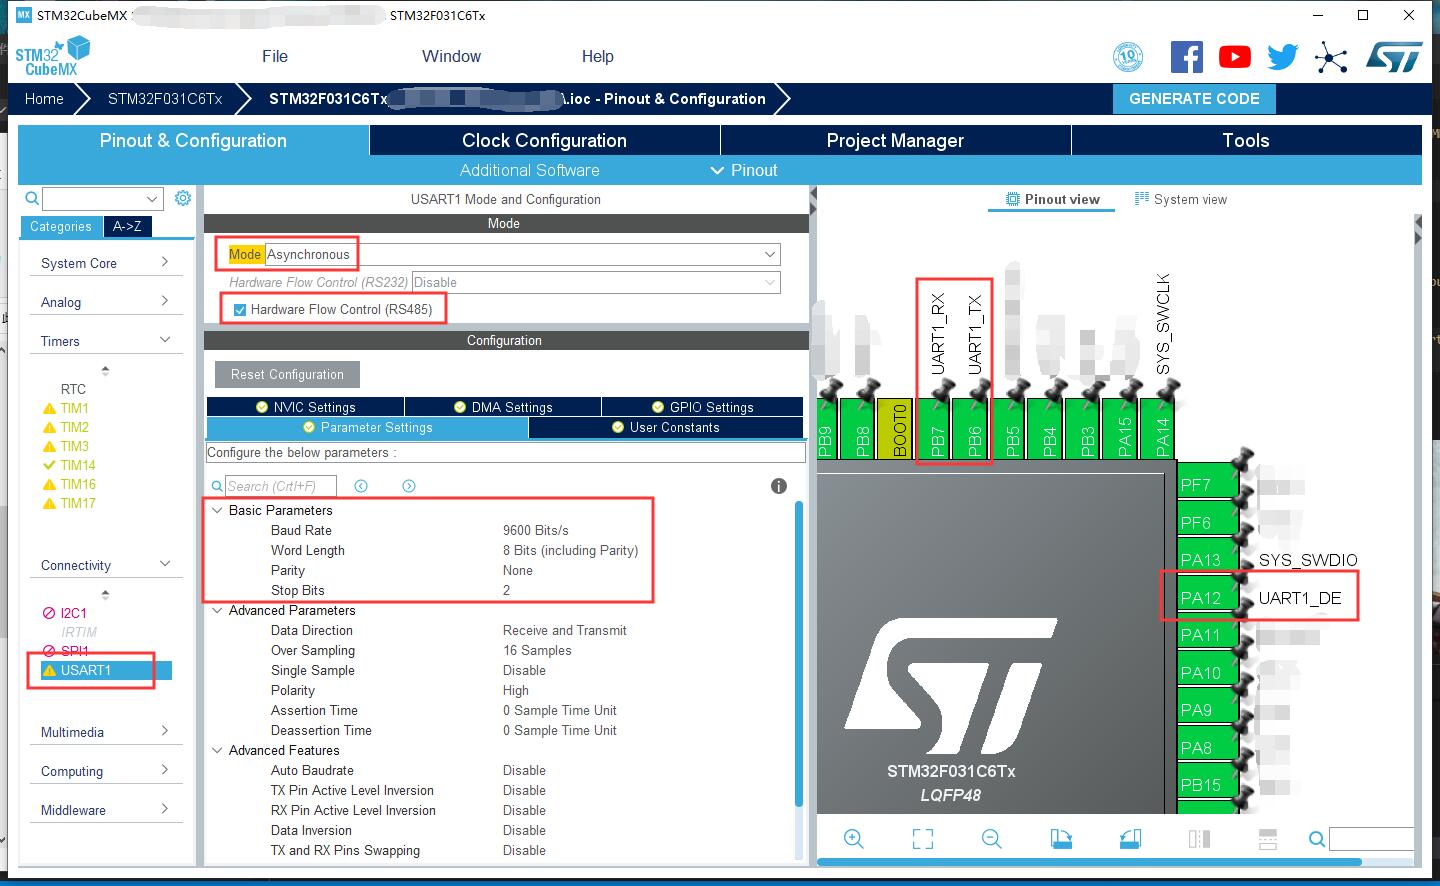 MX STM32CubeMX STM32F031C6Tx
STM32
CubeMX
File Window Help
10
Home STM32F031C6Tx STM32F031C6Tx .ioc - Pinout & Configuration GENERATE CODE
Pinout & Configuration Clock Configuration Project Manager Tools
Additional Software Pinout
USART1 Mode and Configuration
Pinout view System view
Categories A->Z
Mode
System Core
Mode Asynchronous
Hardware Flow Control (RS232) Disable
Analog
Hardware Flow Control (RS485)
Timers
Configuration
RTC
Reset Configuration
TIM1
NVIC Settings DMA Settings GPIO Settings
TIM2
Parameter Settings User Constants
TIM3
Configure the below parameters :
TIM14
TIM16
Search (Crtl+F)
TIM17
Basic Parameters
Baud Rate 9600 Bits/s
Word Length 8 Bits (including Parity)
Parity None
Stop Bits 2
Connectivity
I2C1
IRTIM
SPI1
USART1
Advanced Parameters
Data Direction Receive and Transmit
Over Sampling 16 Samples
Single Sample Disable
Polarity High
Assertion Time 0 Sample Time Unit
Deassertion Time 0 Sample Time Unit
Multimedia
Advanced Features
Auto Baudrate Disable
TX Pin Active Level Inversion Disable
RX Pin Active Level Inversion Disable
Data Inversion Disable
TX and RX Pins Swapping Disable
Computing
Middleware
UART1_RX
UART1_TX
SYS_SWCLK
PB9
PB8
BOOT0
PB7
PB6
PB5
PB4
PB3
PA15
PA14
PF7
PF6
PA13 SYS_SWDIO
PA12 UART1_DE
PA11
PA10
PA9
PA8
PB15
STM32F031C6Tx
LQFP48